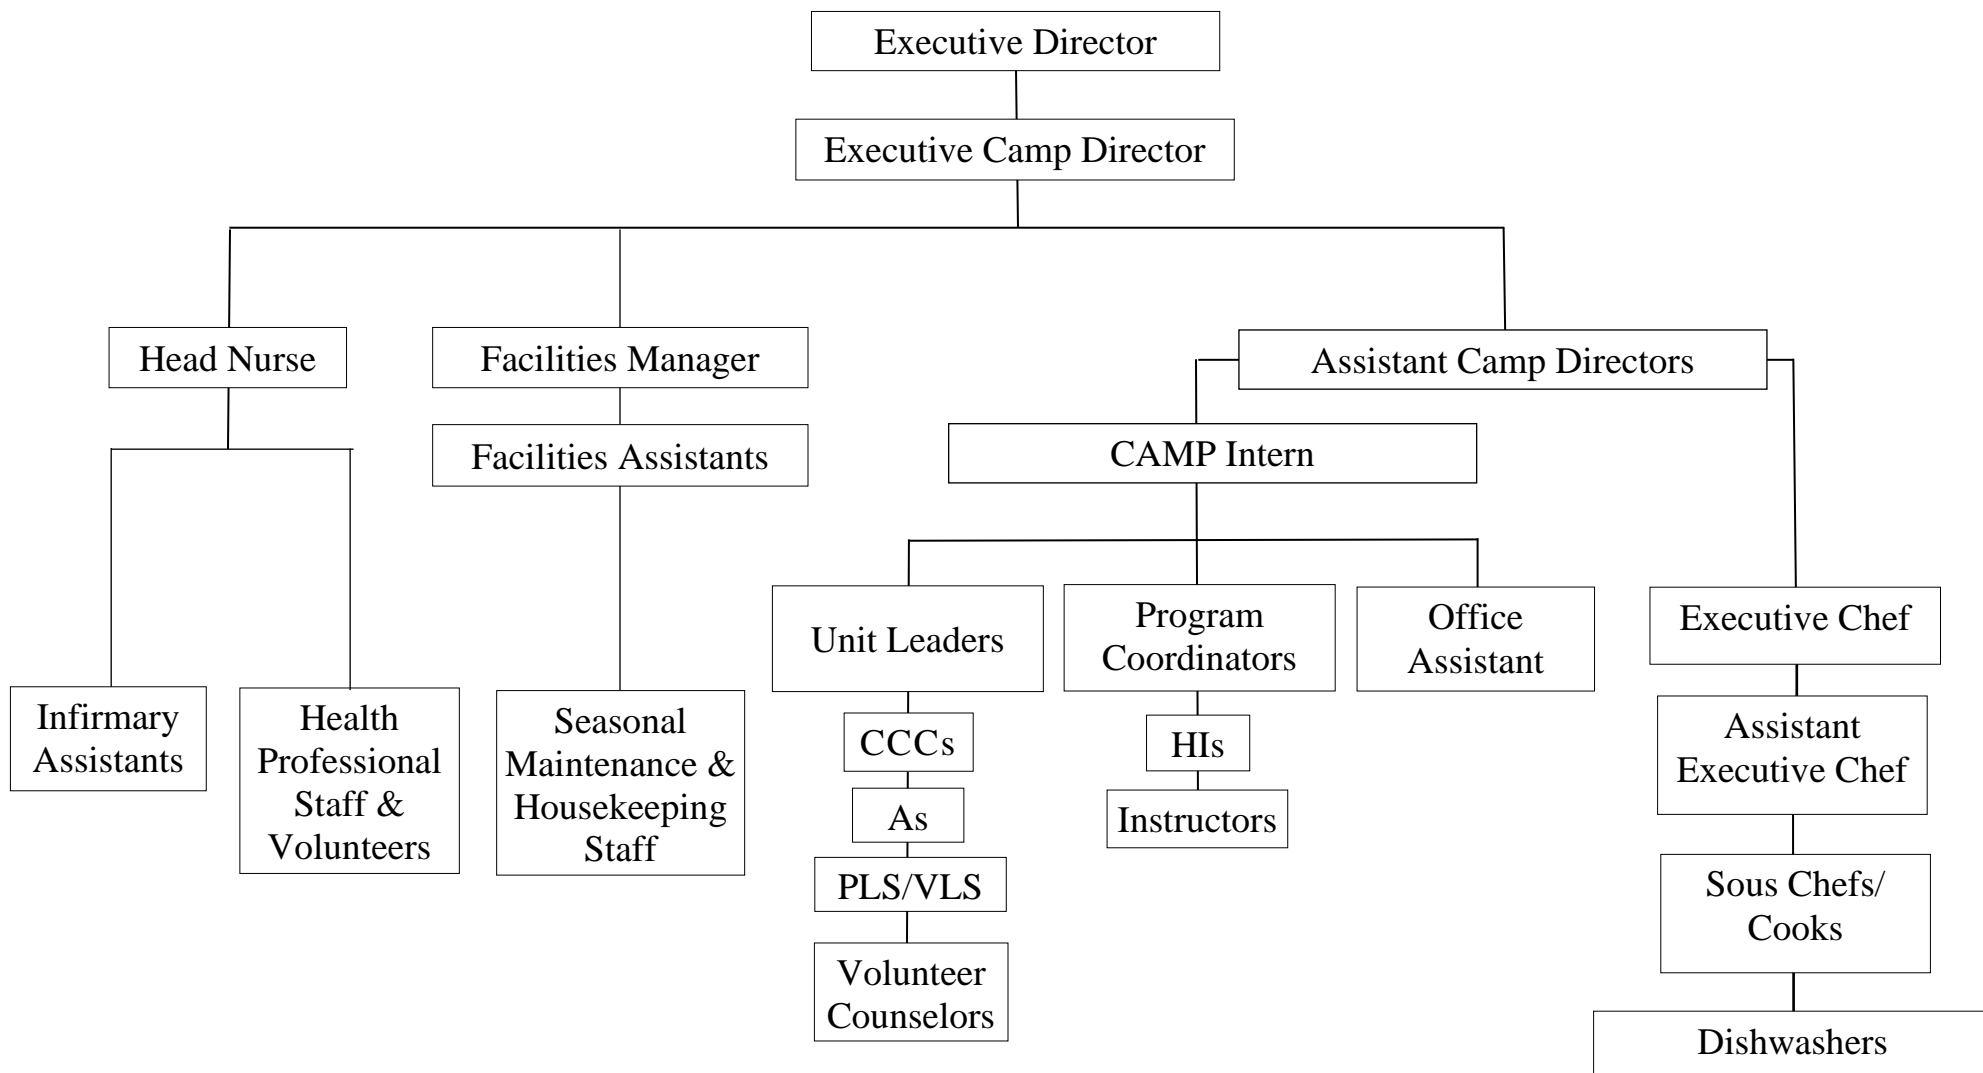 Executive Director
Executive Camp Director
Head Nurse
Facilities Manager
Assistant Camp Directors
Facilities Assistants
CAMP Intern
Unit Leaders
Program
Coordinators
Office
Assistant
Executive Chef
Infirmary
Assistants
Health
Professional
Staff &
Volunteers
Seasonal
Maintenance &
Housekeeping
Staff
CCCs
HIs
Assistant
Executive Chef
As
Instructors
PLS/VLS
Sous Chefs/
Cooks
Volunteer
Counselors
Dishwashers